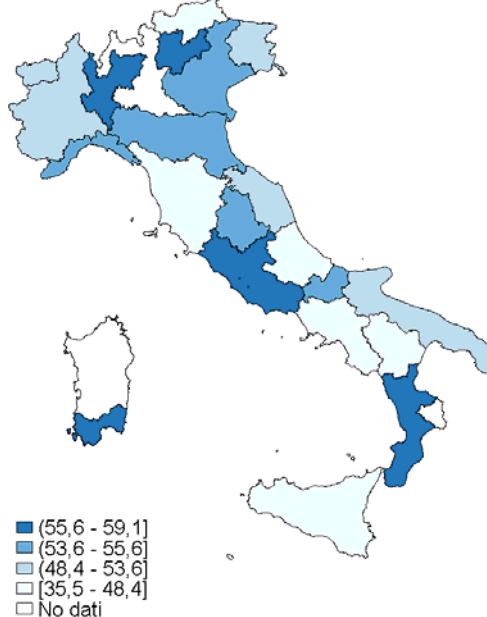 (55,6 - 59,1]
(53,6 - 55,6]
(48,4 - 53,6]
[35,5 - 48,4]
No dati